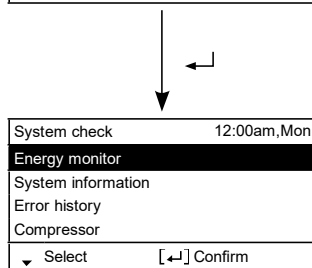 System check 12:00am,Mon
Energy monitor
System information
Error history
Compressor
Select [↵] Confirm